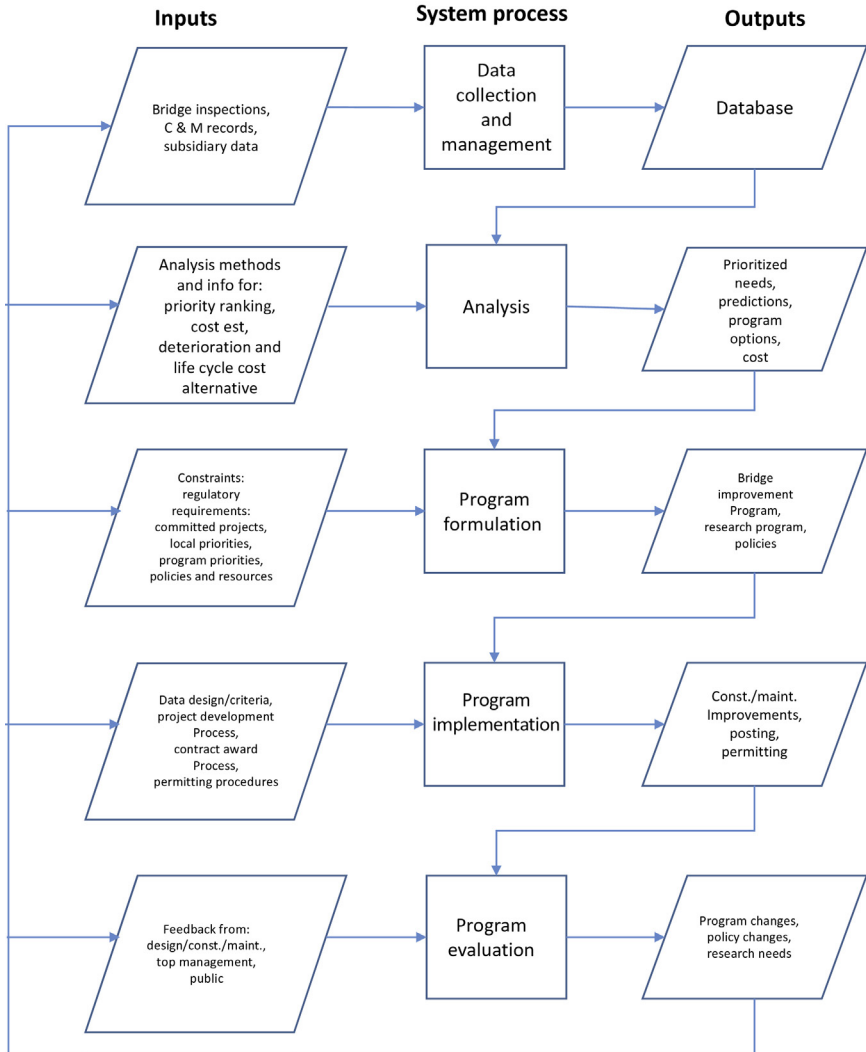 Inputs
System process
Outputs
Bridge inspections,
C & M records,
subsidiary data
Data
collection
and
management
Database
Analysis methods
and info for:
priority ranking,
cost est,
deterioration and
life cycle cost
alternative
Analysis
Prioritized
needs,
predictions,
program
options,
cost
Constraints:
regulatory
requirements:
committed projects,
local priorities,
program priorities,
policies and resources
Program
formulation
Bridge
improvement
Program,
research program,
policies
Data design/criteria,
project development
Process,
contract award
Process,
permitting procedures
Program
implementation
Const./maint.
Improvements,
posting,
permitting
Feedback from:
design/const./maint.,
top management,
public
Program
evaluation
Program changes,
policy changes,
research needs